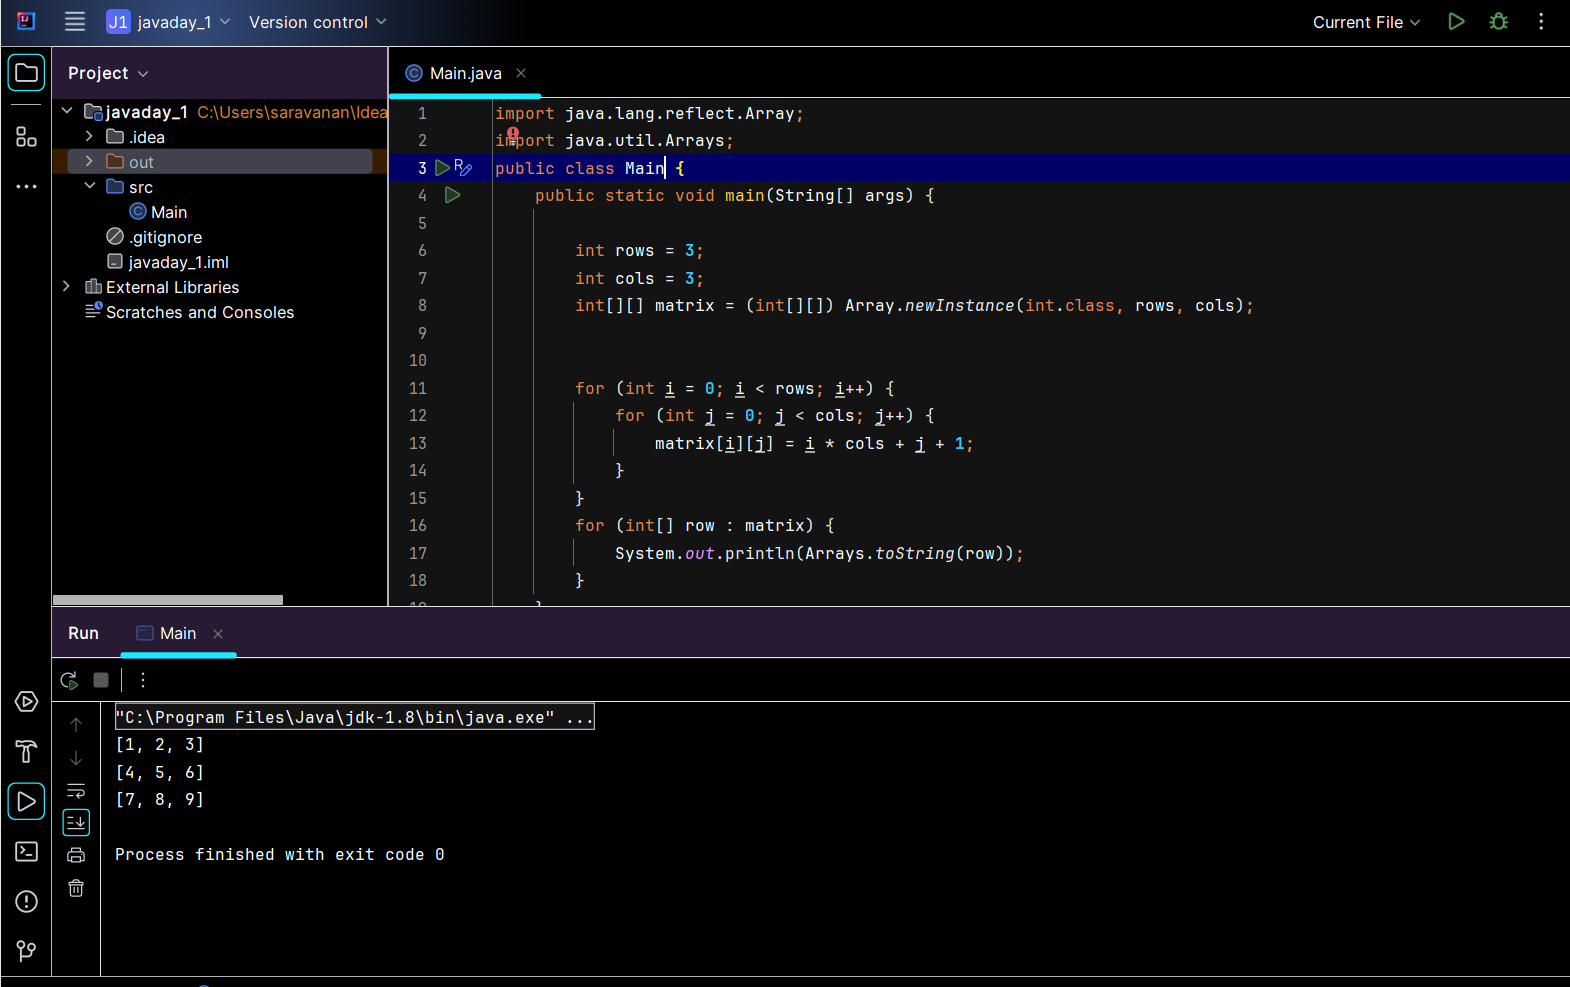 J1 javaday_1 Version control Current File
Project
Main.java
javaday_1 C:\Users\saravanan\Idea
.idea
out
src
Main
.gitignore
javaday_1.iml
External Libraries
Scratches and Consoles
1 import java.lang.reflect.Array;
2 import java.util.Arrays;
3 public class Main {
4 public static void main(String[] args) {
5
6 int rows = 3;
7 int cols = 3;
8 int[][] matrix = (int[][]) Array.newInstance(int.class, rows, cols);
9
10
11 for (int i = 0; i < rows; i++) {
12 for (int j = 0; j < cols; j++) {
13 matrix[i][j] = i * cols + j + 1;
14 }
15 }
16 for (int[] row : matrix) {
17 System.out.println(Arrays.toString(row));
18 }
Run Main
"C:\Program Files\Java\jdk-1.8\bin\java.exe" ...
[1, 2, 3]
[4, 5, 6]
[7, 8, 9]
Process finished with exit code 0